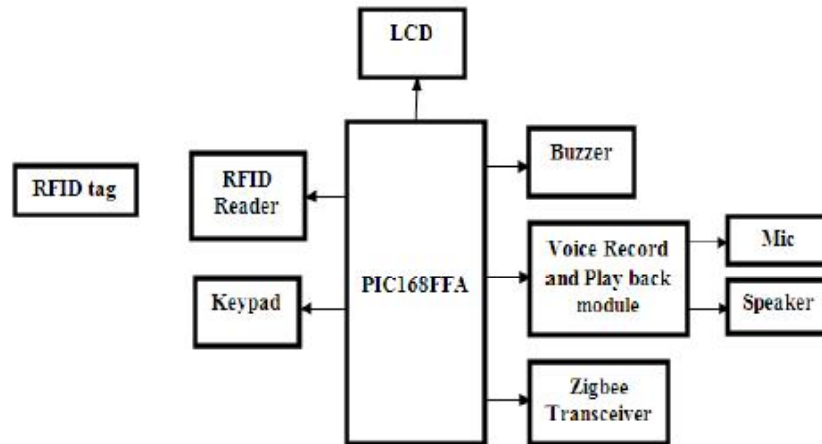 LCD
RFID tag
RFID
Reader
Keypad
PIC168FFA
Buzzer
Voice Record
and Play back
module
Mic
Speaker
Zigbee
Transceiver